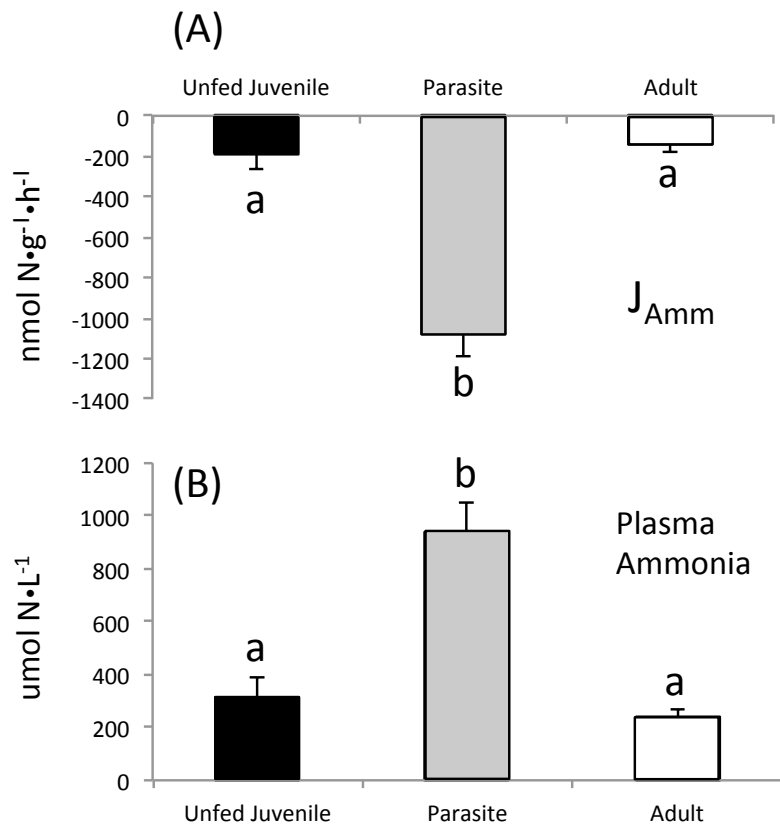 (A)
Unfed Juvenile Parasite Adult
0
-200
-400
-600
-800
-1000
-1200
-1400
nmol N•g⁻¹•h⁻¹
a
b
a
J_Amm
(B)
1200
1000
800
600
400
200
0
umol N•L⁻¹
a
b
a
Plasma
Ammonia
Unfed Juvenile Parasite Adult